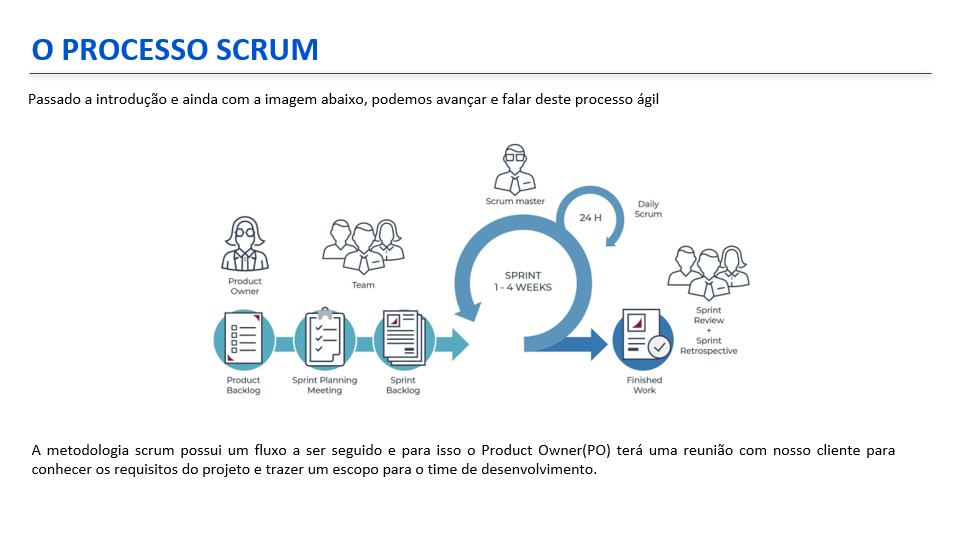 O PROCESSO SCRUM
Passado a introdução e ainda com a imagem abaixo, podemos avançar e falar deste processo ágil
Scrum master
24 H
Daily
Scrum
Product
Owner
Team
SPRINT
1 - 4 WEEKS
Sprint
Review
+
Sprint
Retrospective
Product
Backlog
Sprint Planning
Meeting
Sprint
Backlog
Finished
Work
A metodologia scrum possui um fluxo a ser seguido e para isso o Product Owner(PO) terá uma reunião com nosso cliente para
conhecer os requisitos do projeto e trazer um escopo para o time de desenvolvimento.